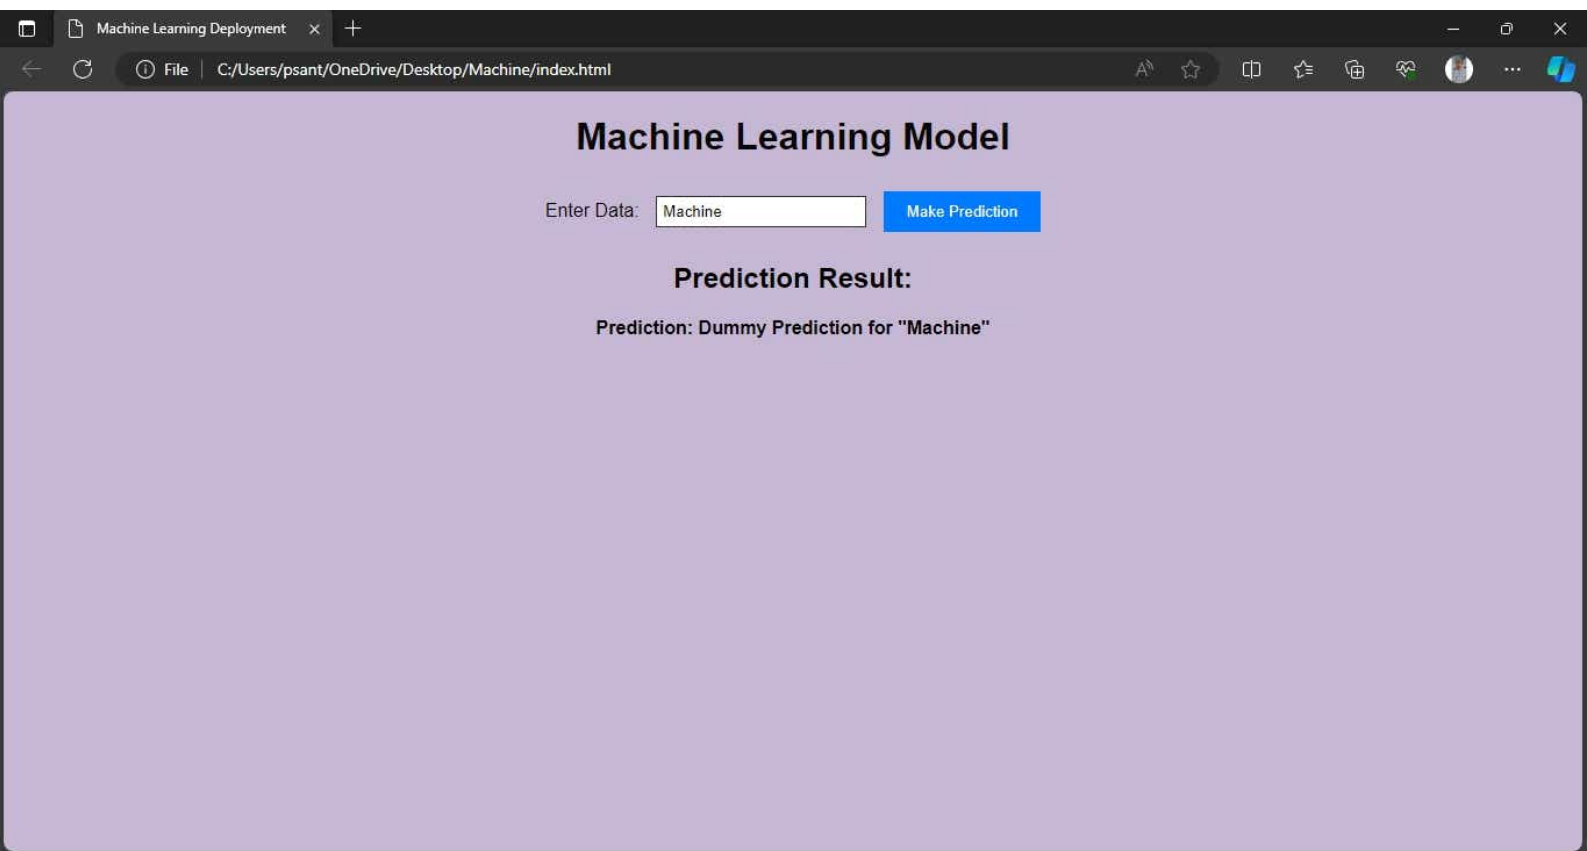 Machine Learning Deployment
File C:/Users/psant/OneDrive/Desktop/Machine/index.html
Machine Learning Model
Enter Data: Machine Make Prediction
Prediction Result:
Prediction: Dummy Prediction for "Machine"